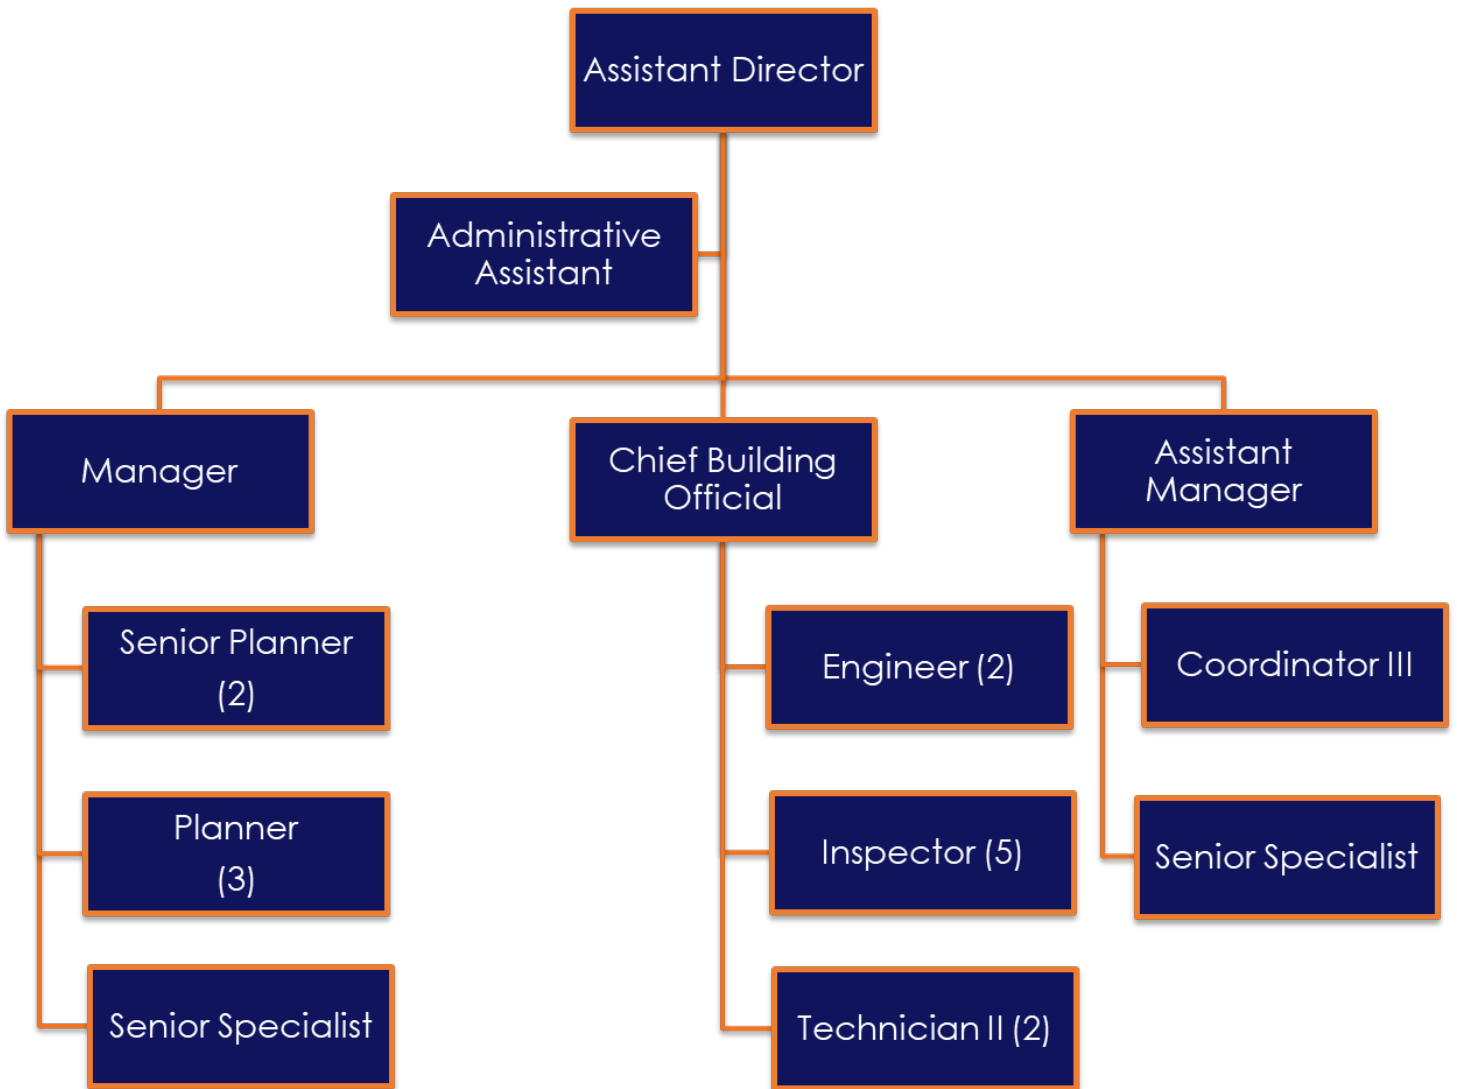 Assistant Director
Administrative
Assistant
Manager
Chief Building
Official
Assistant
Manager
Senior Planner
(2)
Planner
(3)
Senior Specialist
Engineer (2)
Inspector (5)
Technician II (2)
Coordinator III
Senior Specialist